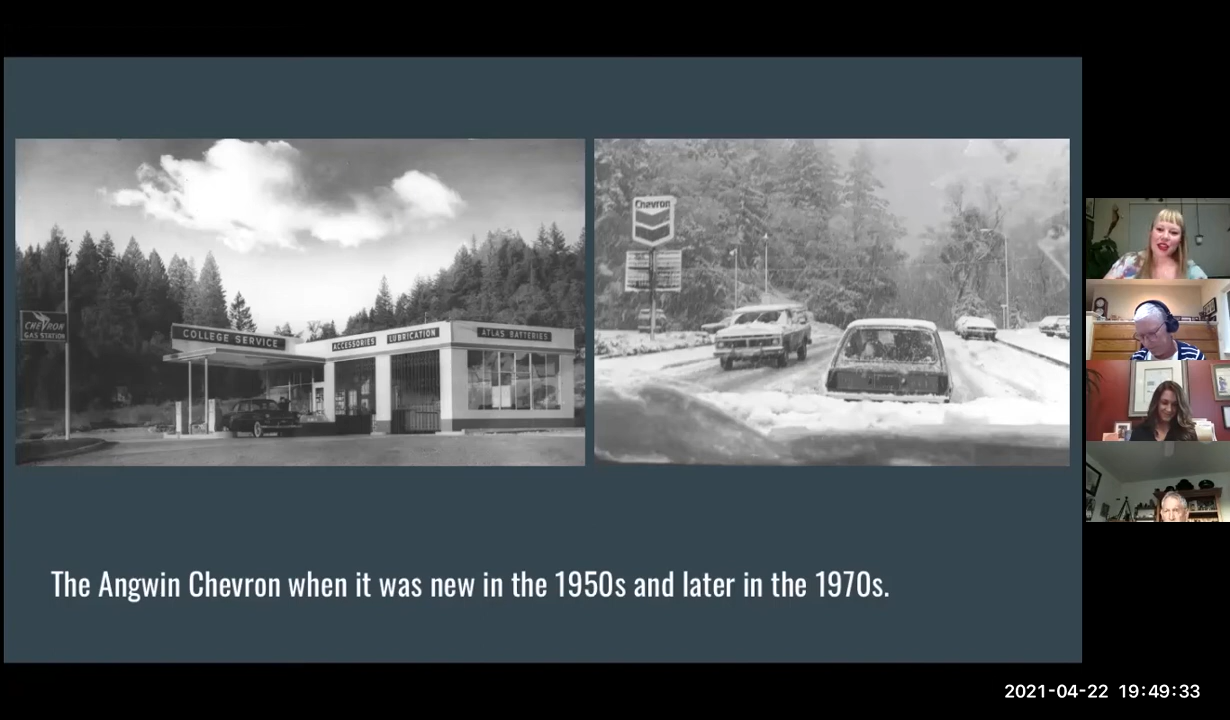 CHEVRON
GAS STATION
COLLEGE SERVICE
ACCESSORIES
LUBRICATION
ATLAS BATTERIES
Chevron
The Angwin Chevron when it was new in the 1950s and later in the 1970s.
2021-04-22 19:49:33